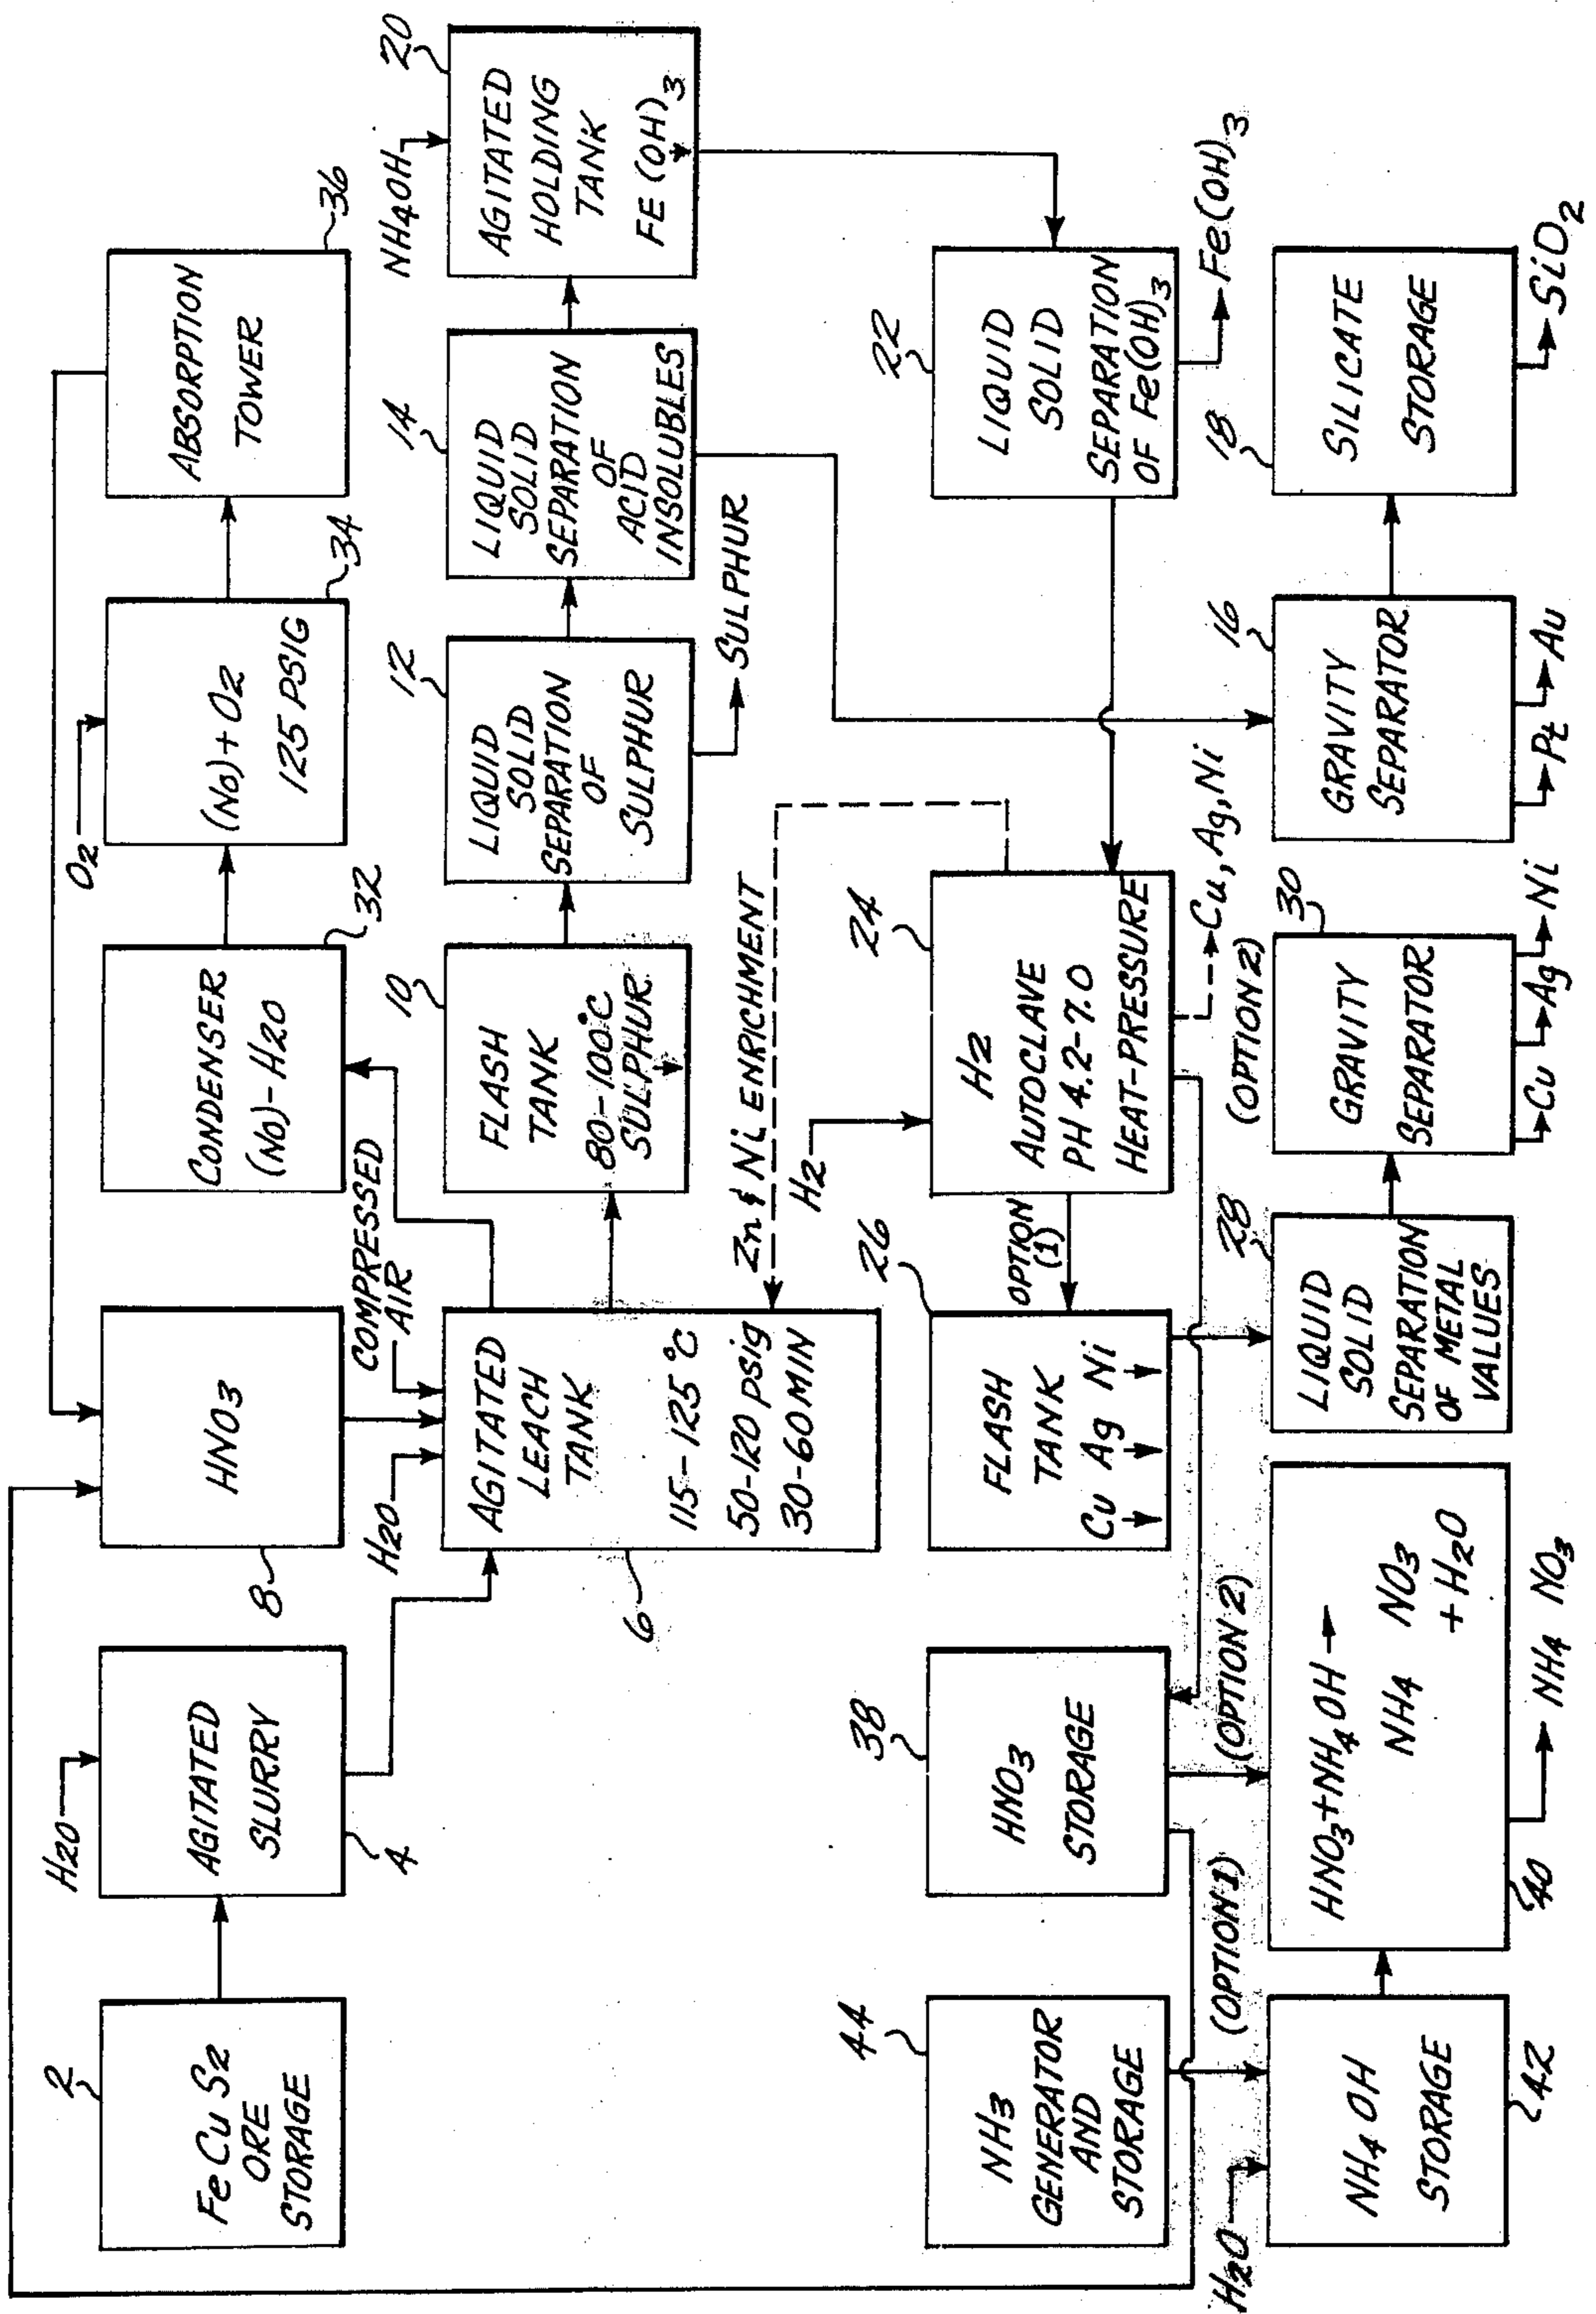 H2O
2
FeCuS2
ORE
STORAGE
AGITATED
SLURRY
4
HNO3
8
H2O
COMPRESSED
AIR
AGITATED
LEACH
TANK
115-125°C
50-120 psig
30-60 MIN
6
CONDENSER
(NO)-H2O
32
O2
(NO)+O2
125 PSIG
34
ABSORPTION
TOWER
36
10
FLASH
TANK
80-100°C
SULPHUR
12
LIQUID
SOLID
SEPARATION
OF
SULPHUR
SULPHUR
14
LIQUID
SOLID
SEPARATION
OF
ACID
INSOLUBLES
NH4OH
20
AGITATED
HOLDING
TANK
FE(OH)3
Zn & Ni ENRICHMENT
44
NH3
GENERATOR
AND
STORAGE
38
HNO3
STORAGE
26
FLASH
TANK
Cu Ag Ni
OPTION
(1)
H2
24
H2
AUTOCLAVE
PH 4.2-7.0
HEAT-PRESSURE
Cu, Ag, Ni
(OPTION 2)
22
LIQUID
SOLID
SEPARATION
OF Fe(OH)3
Fe(OH)3
(OPTION 1)
(OPTION 2)
H2O
NH4OH
STORAGE
42
HNO3+NH4OH
NH4 NO3
+H2O
40
NH4 NO3
28
LIQUID
SOLID
SEPARATION
OF METAL
VALUES
30
GRAVITY
SEPARATOR
Cu Ag Ni
16
GRAVITY
SEPARATOR
Pt Au
18
SILICATE
STORAGE
SiO2